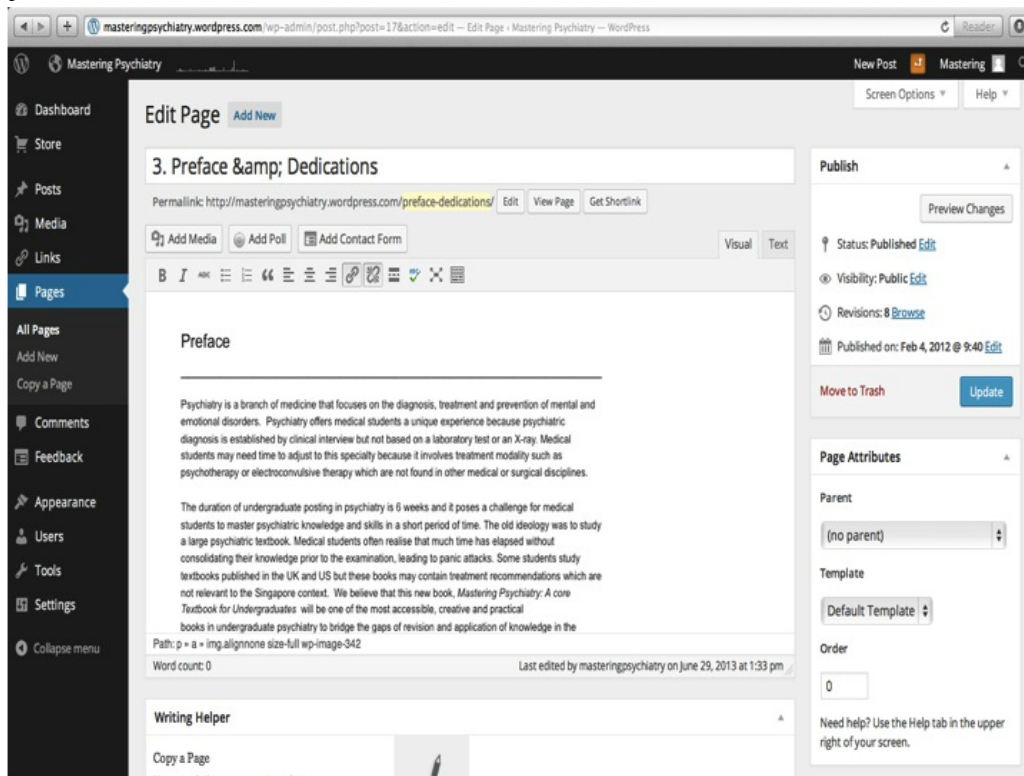 masteringpsychiatry.wordpress.com/wp-admin/post.php?post=17&action=edit — Edit Page ‹ Mastering Psychiatry — WordPress
Reader
Mastering Psychiatry
New Post
Mastering
Screen Options
Help
Dashboard
Store
Posts
Media
Links
Pages
All Pages
Add New
Copy a Page
Comments
Feedback
Appearance
Users
Tools
Settings
Collapse menu
Edit Page Add New
3. Preface &amp; Dedications
Permalink: http://masteringpsychiatry.wordpress.com/preface-dedications/ Edit View Page Get Shortlink
Add Media Add Poll Add Contact Form
Visual Text
B I ABC
Preface
Psychiatry is a branch of medicine that focuses on the diagnosis, treatment and prevention of mental and
emotional disorders. Psychiatry offers medical students a unique experience because psychiatric
diagnosis is established by clinical interview but not based on a laboratory test or an X-ray. Medical
students may need time to adjust to this specialty because it involves treatment modality such as
psychotherapy or electroconvulsive therapy which are not found in other medical or surgical disciplines.
The duration of undergraduate posting in psychiatry is 6 weeks and it poses a challenge for medical
students to master psychiatric knowledge and skills in a short period of time. The old ideology was to study
a large psychiatric textbook. Medical students often realise that much time has elapsed without
consolidating their knowledge prior to the examination, leading to panic attacks. Some students study
textbooks published in the UK and US but these books may contain treatment recommendations which are
not relevant to the Singapore context. We believe that this new book, Mastering Psychiatry: A core
Textbook for Undergraduates will be one of the most accessible, creative and practical
books in undergraduate psychiatry to bridge the gaps of revision and application of knowledge in the
Path: p » a » img.alignnone size-full wp-image-342
Word count: 0
Last edited by masteringpsychiatry on June 29, 2013 at 1:33 pm
Writing Helper
Copy a Page
Publish
Preview Changes
Status: Published Edit
Visibility: Public Edit
Revisions: 8 Browse
Published on: Feb 4, 2012 @ 9:40 Edit
Move to Trash
Update
Page Attributes
Parent
(no parent)
Template
Default Template
Order
0
Need help? Use the Help tab in the upper
right of your screen.